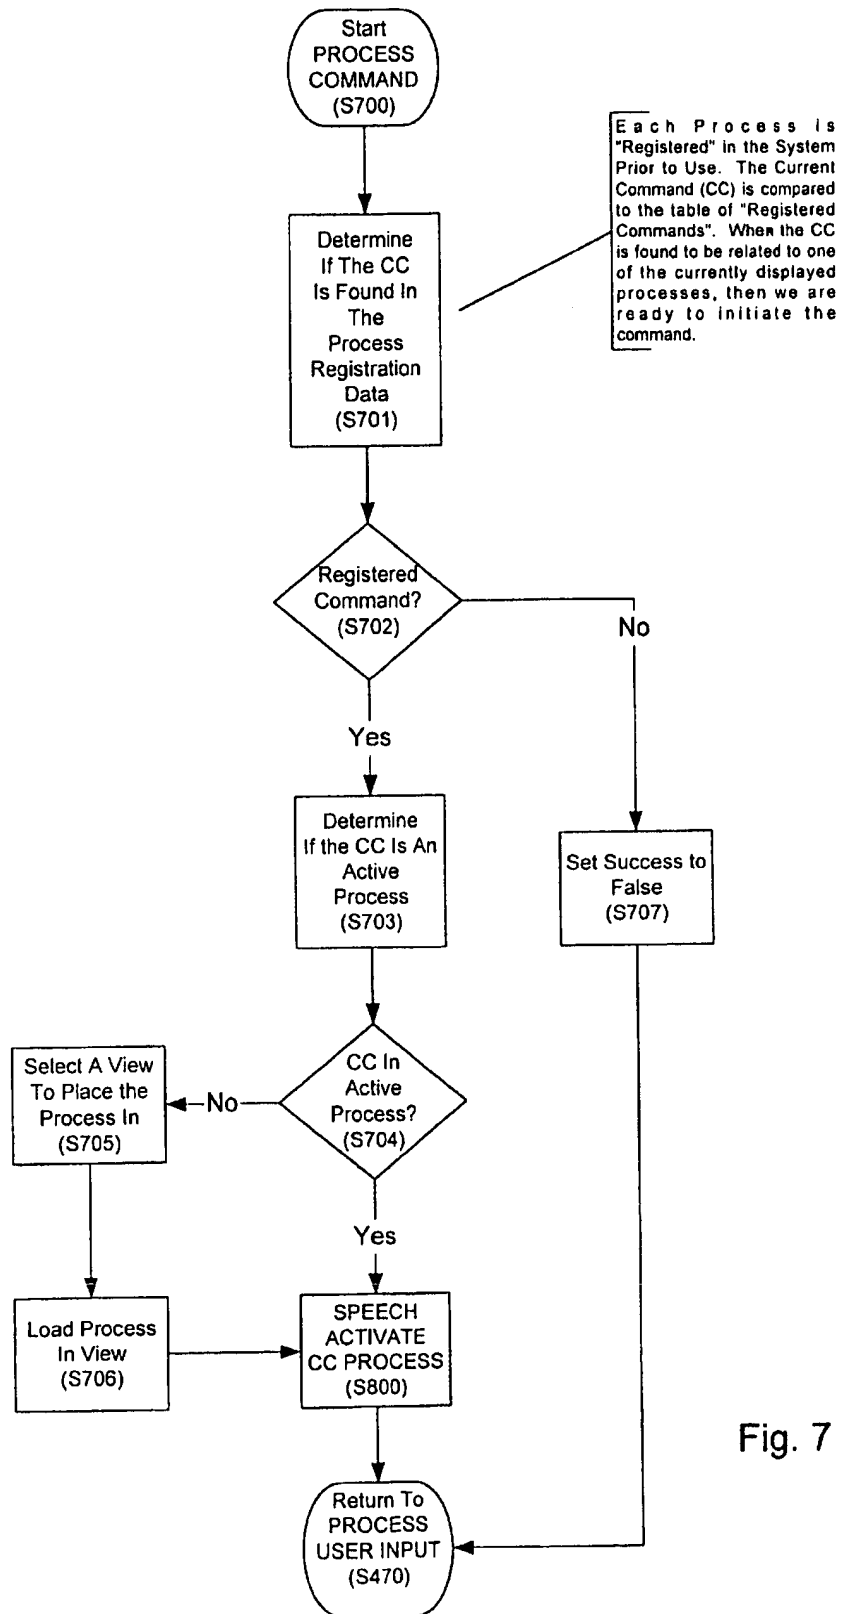 Start
PROCESS
COMMAND
(S700)
Each Process is
"Registered" in the System
Prior to Use. The Current
Command (CC) is compared
to the table of "Registered
Commands". When the CC
is found to be related to one
of the currently displayed
processes, then we are
ready to initiate the
command.
Determine
If The CC
Is Found In
The
Process
Registration
Data
(S701)
Registered
Command?
(S702)
No
Yes
Determine
If the CC Is An
Active
Process
(S703)
Set Success to
False
(S707)
CC In
Active
Process?
(S704)
No
Select A View
To Place the
Process In
(S705)
Yes
Load Process
In View
(S706)
SPEECH
ACTIVATE
CC PROCESS
(S800)
Return To
PROCESS
USER INPUT
(S470)
Fig. 7